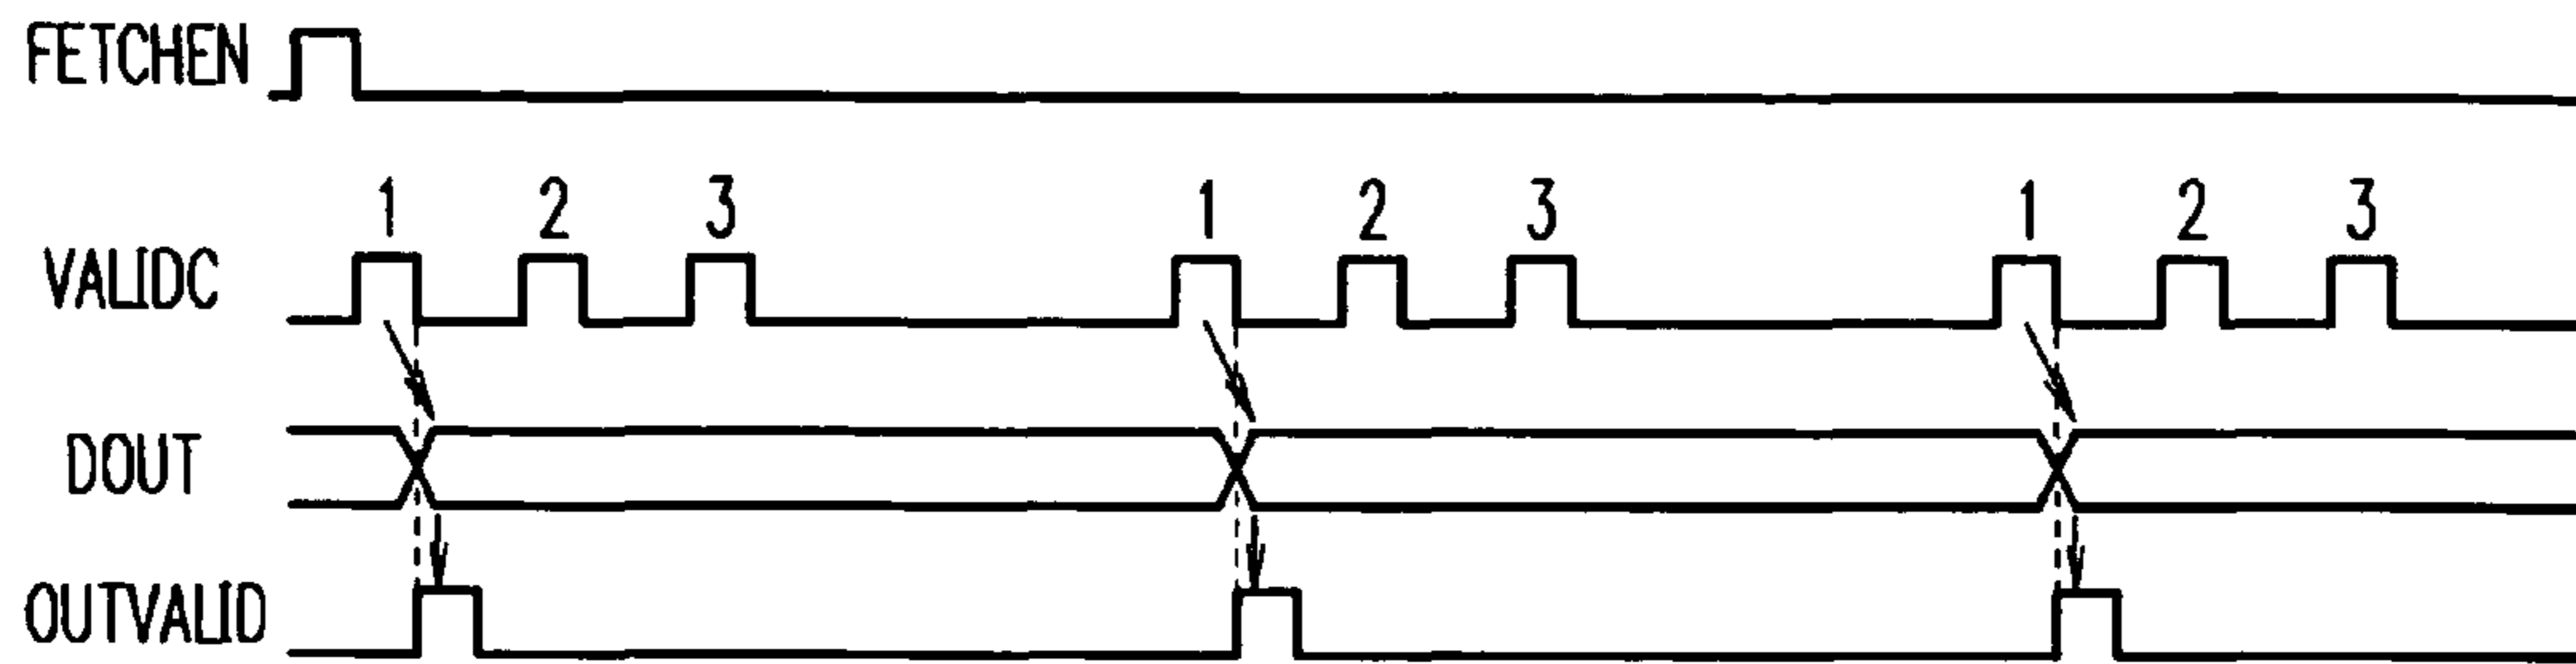 FETCHEN
1 2 3 1 2 3 1 2 3
VALIDC
DOUT
OUTVALID